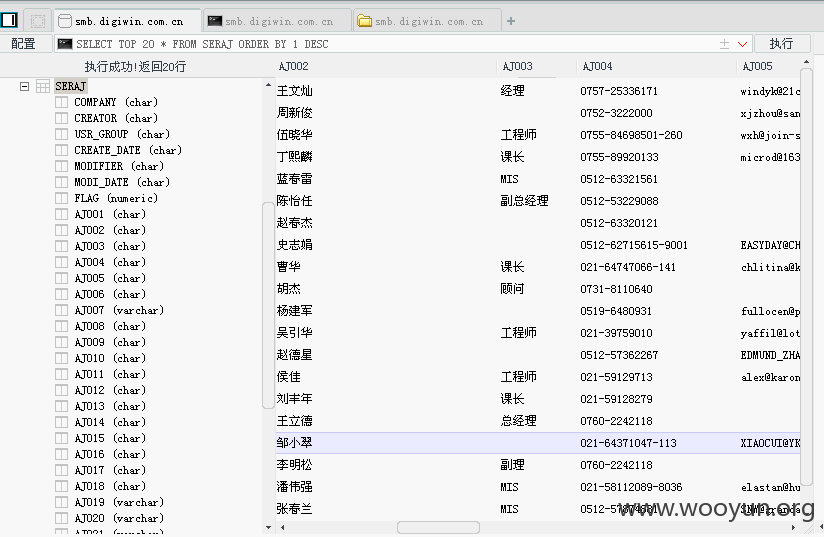 smb.digiwin.com.cn smb.digiwin.com.cn smb.digiwin.com.cn +
配置 SELECT TOP 20 * FROM SERAJ ORDER BY 1 DESC 执行
执行成功!返回20行
SERAJ
COMPANY (char)
CREATOR (char)
USR_GROUP (char)
CREATE_DATE (char)
MODIFIER (char)
MODI_DATE (char)
FLAG (numeric)
AJ001 (char)
AJ002 (char)
AJ003 (char)
AJ004 (char)
AJ005 (char)
AJ006 (char)
AJ007 (varchar)
AJ008 (char)
AJ009 (char)
AJ010 (char)
AJ011 (char)
AJ012 (char)
AJ013 (char)
AJ014 (char)
AJ015 (char)
AJ016 (char)
AJ017 (char)
AJ018 (char)
AJ019 (varchar)
AJ020 (varchar)
AJ021 (varchar)
AJ002 AJ003 AJ004 AJ005
王文灿 经理 0757-25336171 windyk@21c
周新俊 0752-3222000 xjzhou@san
伍晓华 工程师 0755-84698501-260 wxh@join-s
丁熙麟 课长 0755-89920133 microd@163
蓝春雷 MIS 0512-63321561
陈怡任 副总经理 0512-53229088
赵春杰 0512-63320121
史志娟 0512-62715615-9001 EASYDAY@CH
曹华 课长 021-64747066-141 chlitina@k
胡杰 顾问 0731-8110640
杨建军 0519-6480931 fullocen@p
吴引华 工程师 021-39759010 yaffil@lot
赵德星 0512-57362267 EDMUND_ZHA
侯佳 工程师 021-59129713 alex@karon
刘丰年 课长 021-59128279
王立德 总经理 0760-2242118
邹小翠 021-64371047-113 XIAOCUI@YK
李明松 副理 0760-2242118
潘伟强 MIS 021-58112089-8036 elastan@hu
张春兰 MIS
www.wooyun.org